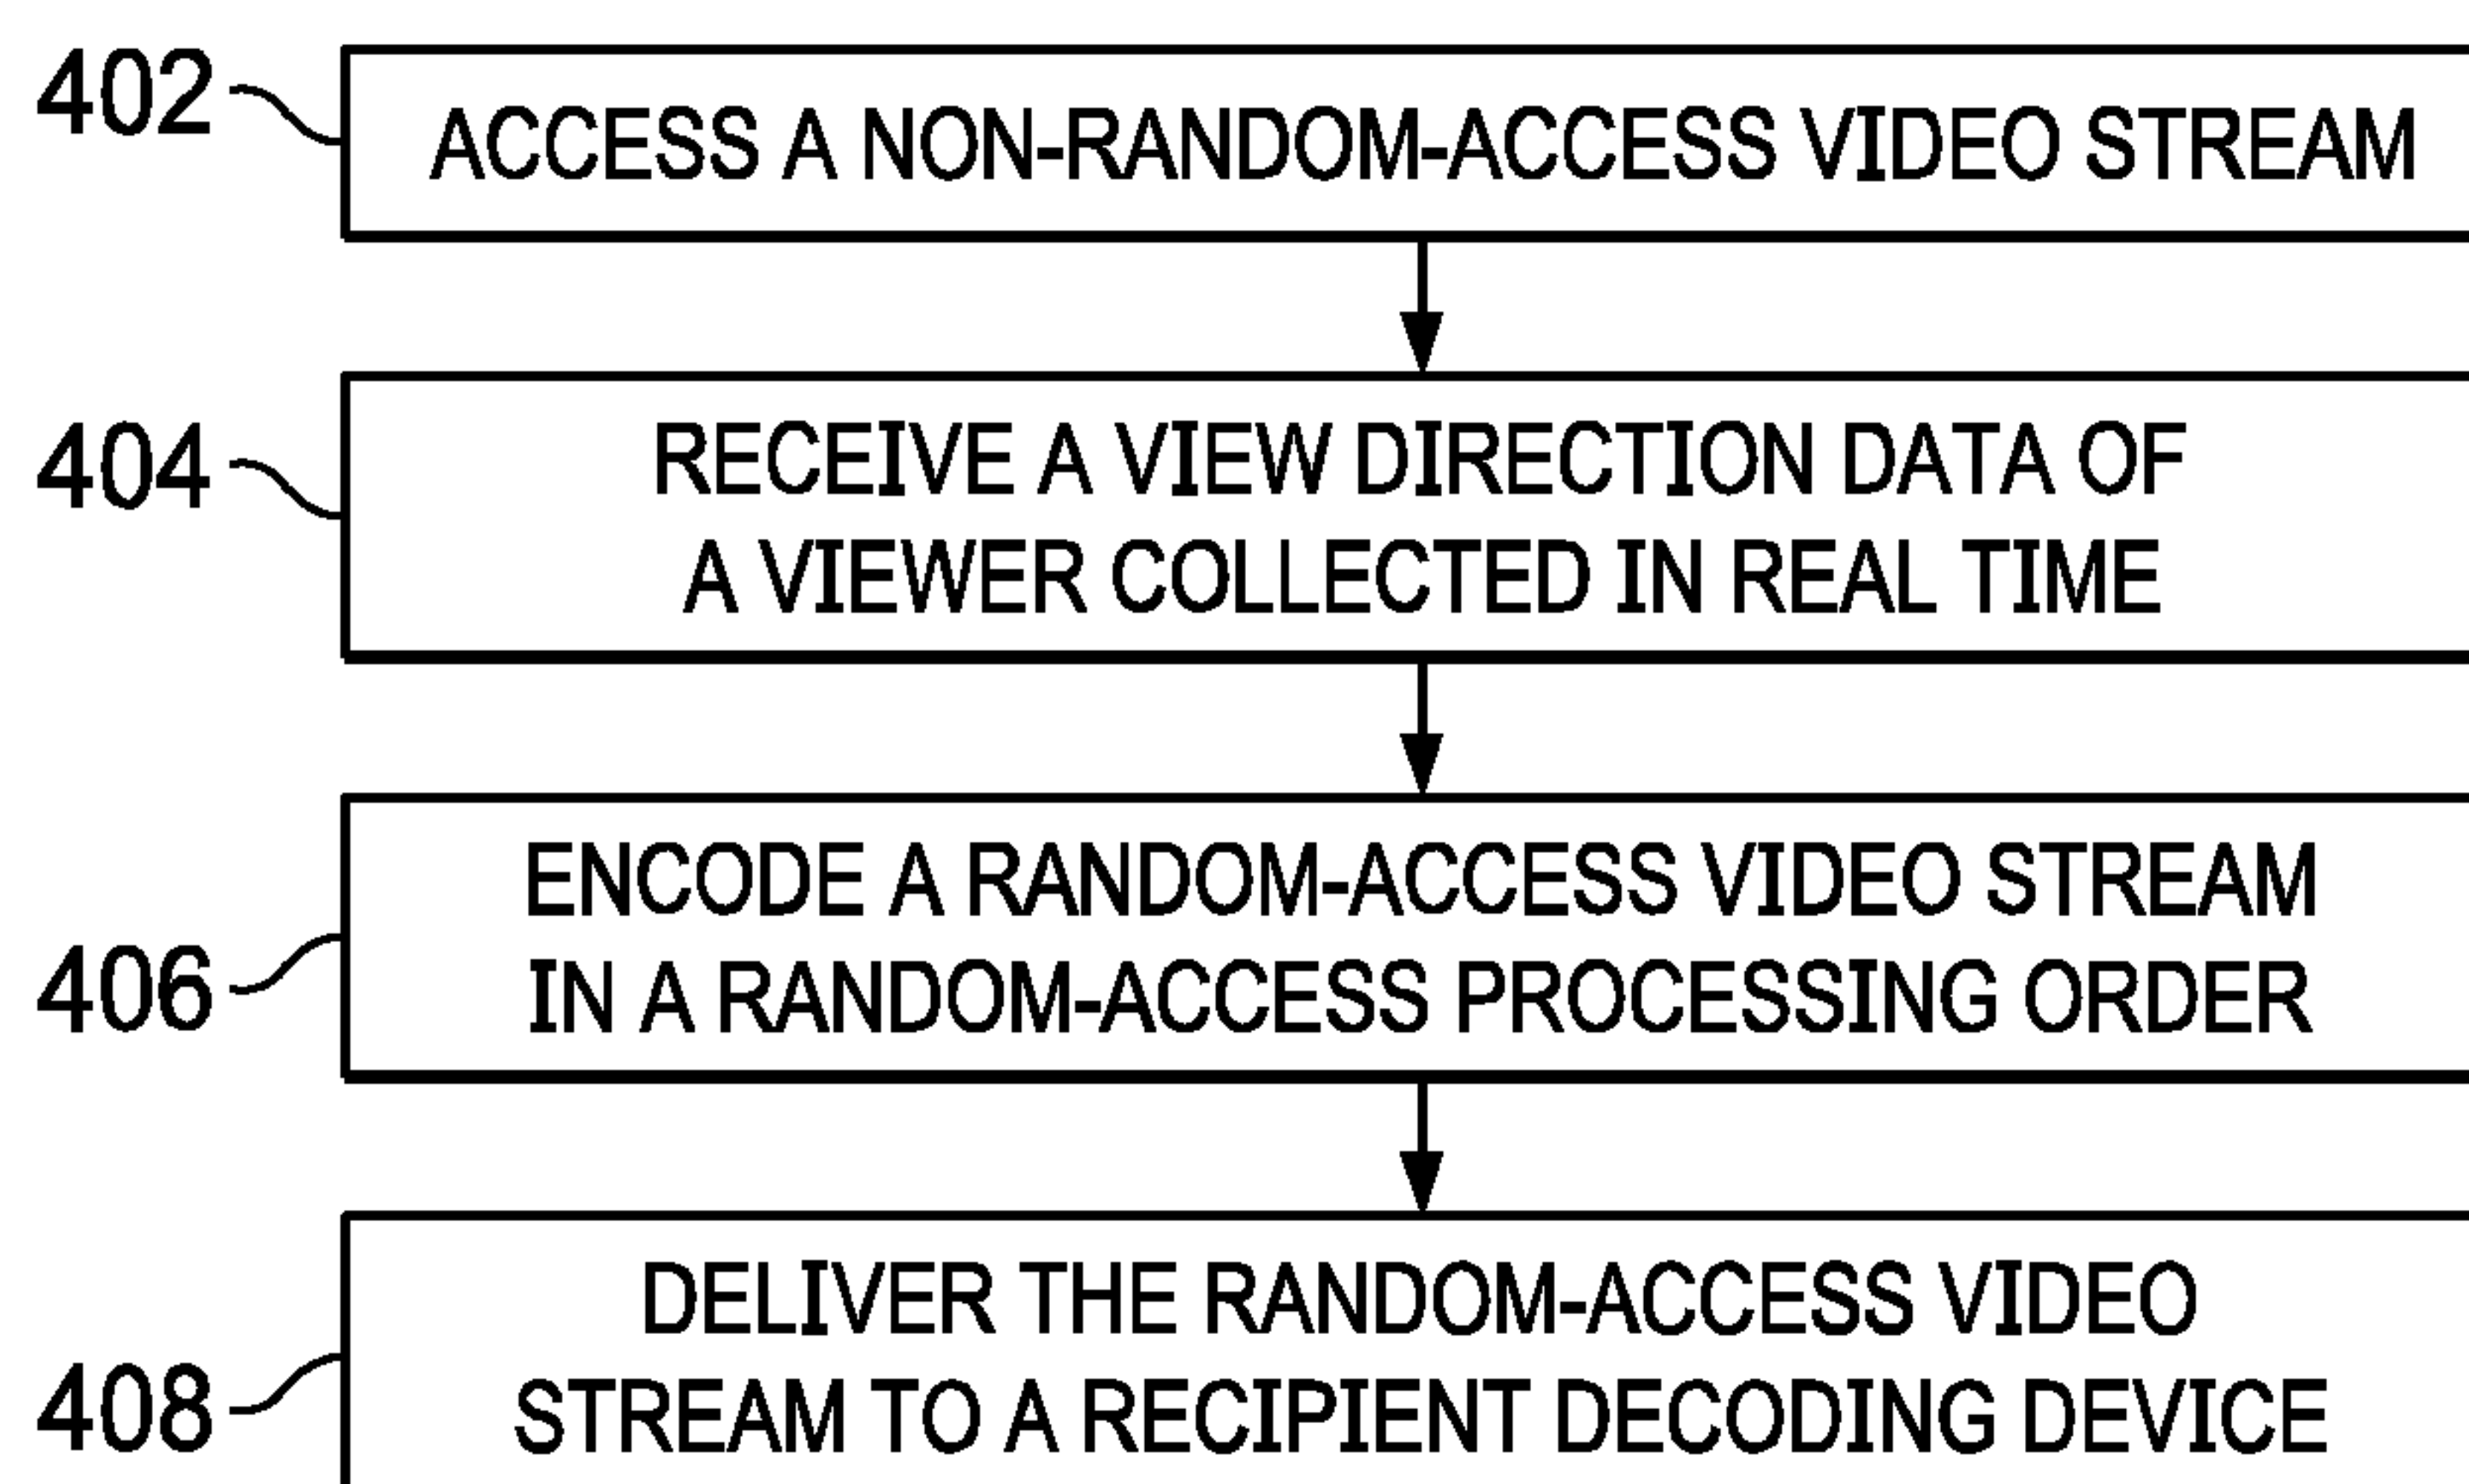 402
ACCESS A NON-RANDOM-ACCESS VIDEO STREAM
404
RECEIVE A VIEW DIRECTION DATA OF
A VIEWER COLLECTED IN REAL TIME
406
ENCODE A RANDOM-ACCESS VIDEO STREAM
IN A RANDOM-ACCESS PROCESSING ORDER
408
DELIVER THE RANDOM-ACCESS VIDEO
STREAM TO A RECIPIENT DECODING DEVICE